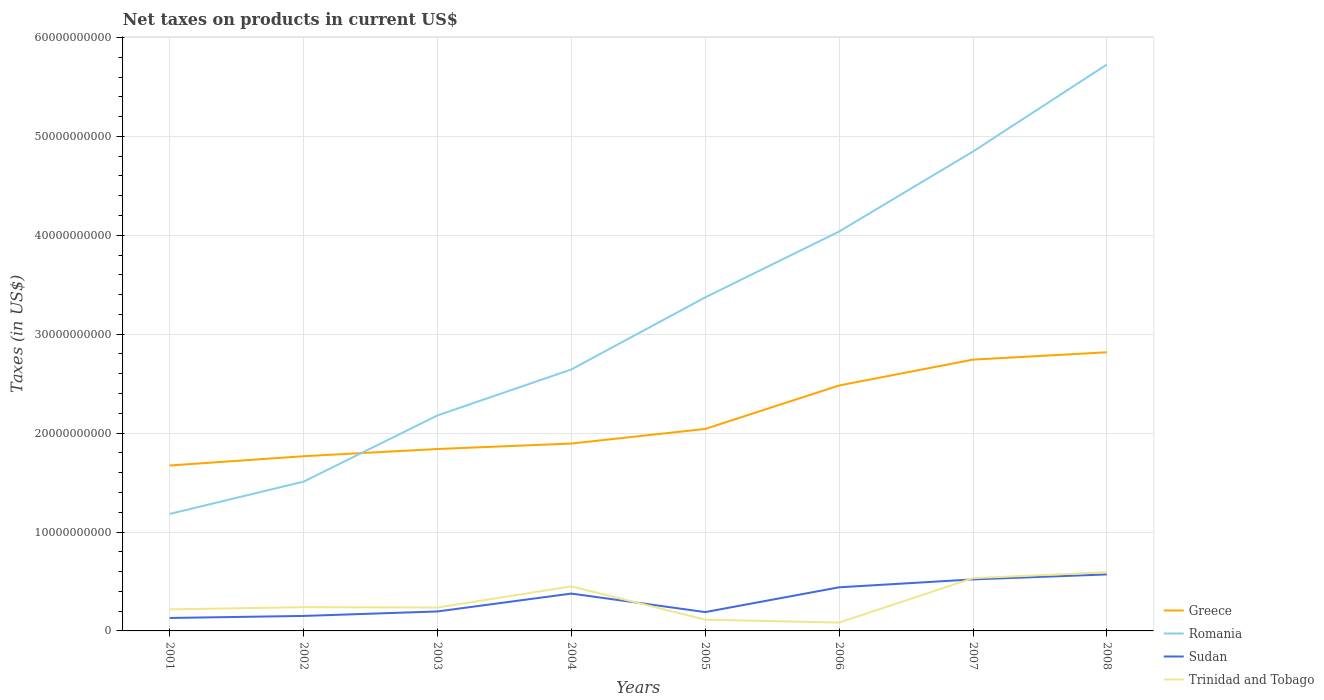 Net taxes on products in current US$
60000000000
50000000000
40000000000
30000000000
20000000000
10000000000
0
Taxes (in US$)
2001
2002
2003
2004
2005
2006
2007
2008
Years
Greece
Romania
Sudan
Trinidad and Tobago